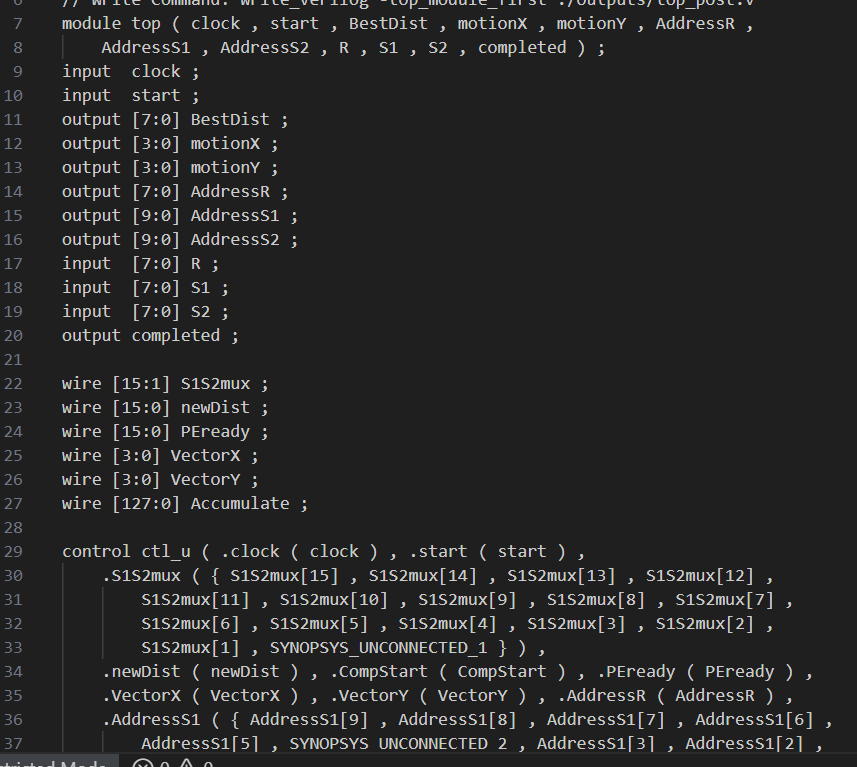 6 // Write Command: write_verilog -top_module_first ./outputs/top_post.v
7 module top ( clock , start , BestDist , motionX , motionY , AddressR ,
8 AddressS1 , AddressS2 , R , S1 , S2 , completed ) ;
9 input clock ;
10 input start ;
11 output [7:0] BestDist ;
12 output [3:0] motionX ;
13 output [3:0] motionY ;
14 output [7:0] AddressR ;
15 output [9:0] AddressS1 ;
16 output [9:0] AddressS2 ;
17 input [7:0] R ;
18 input [7:0] S1 ;
19 input [7:0] S2 ;
20 output completed ;
21
22 wire [15:1] S1S2mux ;
23 wire [15:0] newDist ;
24 wire [15:0] PEready ;
25 wire [3:0] VectorX ;
26 wire [3:0] VectorY ;
27 wire [127:0] Accumulate ;
28
29 control ctl_u ( .clock ( clock ) , .start ( start ) ,
30 .S1S2mux ( { S1S2mux[15] , S1S2mux[14] , S1S2mux[13] , S1S2mux[12] ,
31 S1S2mux[11] , S1S2mux[10] , S1S2mux[9] , S1S2mux[8] , S1S2mux[7] ,
32 S1S2mux[6] , S1S2mux[5] , S1S2mux[4] , S1S2mux[3] , S1S2mux[2] ,
33 S1S2mux[1] , SYNOPSYS_UNCONNECTED_1 } ) ,
34 .newDist ( newDist ) , .CompStart ( CompStart ) , .PEready ( PEready ) ,
35 .VectorX ( VectorX ) , .VectorY ( VectorY ) , .AddressR ( AddressR ) ,
36 .AddressS1 ( { AddressS1[9] , AddressS1[8] , AddressS1[7] , AddressS1[6] ,
37 AddressS1[5] , SYNOPSYS_UNCONNECTED_2 , AddressS1[3] , AddressS1[2] ,